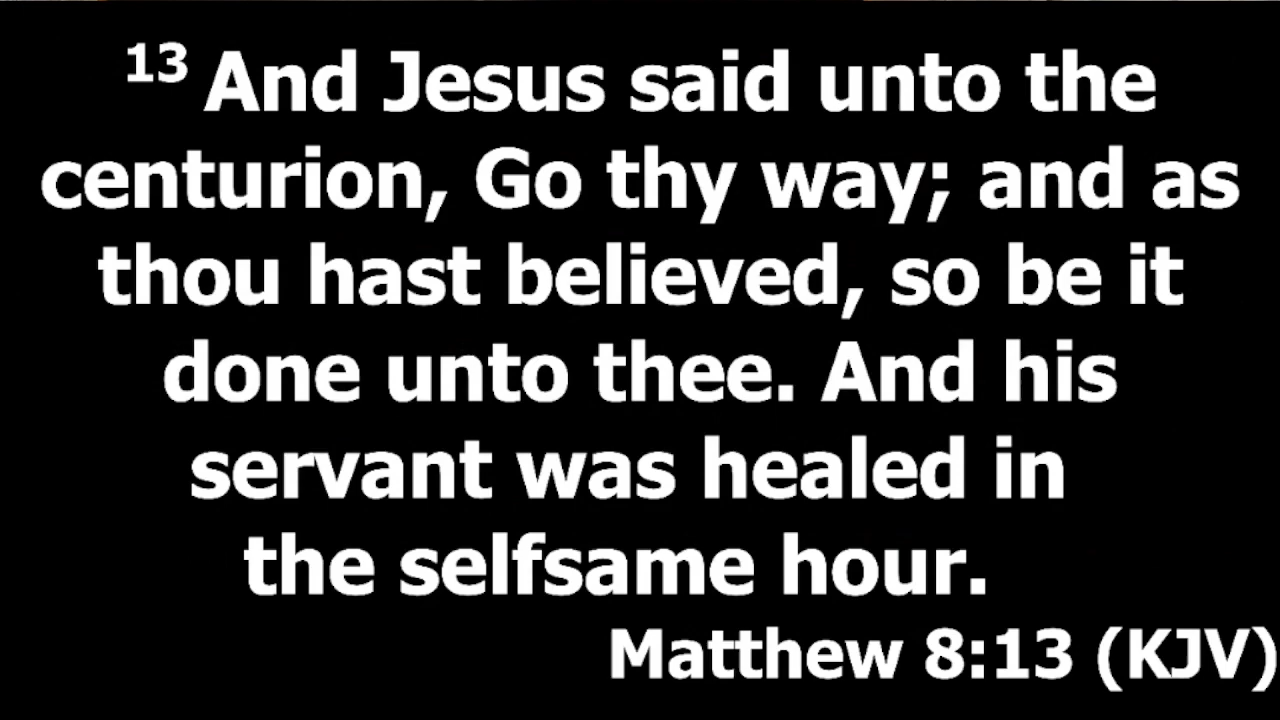 13 And Jesus said unto the
centurion, Go thy way; and as
thou hast believed, so be it
done unto thee. And his
servant was healed in
the selfsame hour.
Matthew 8:13 (KJV)